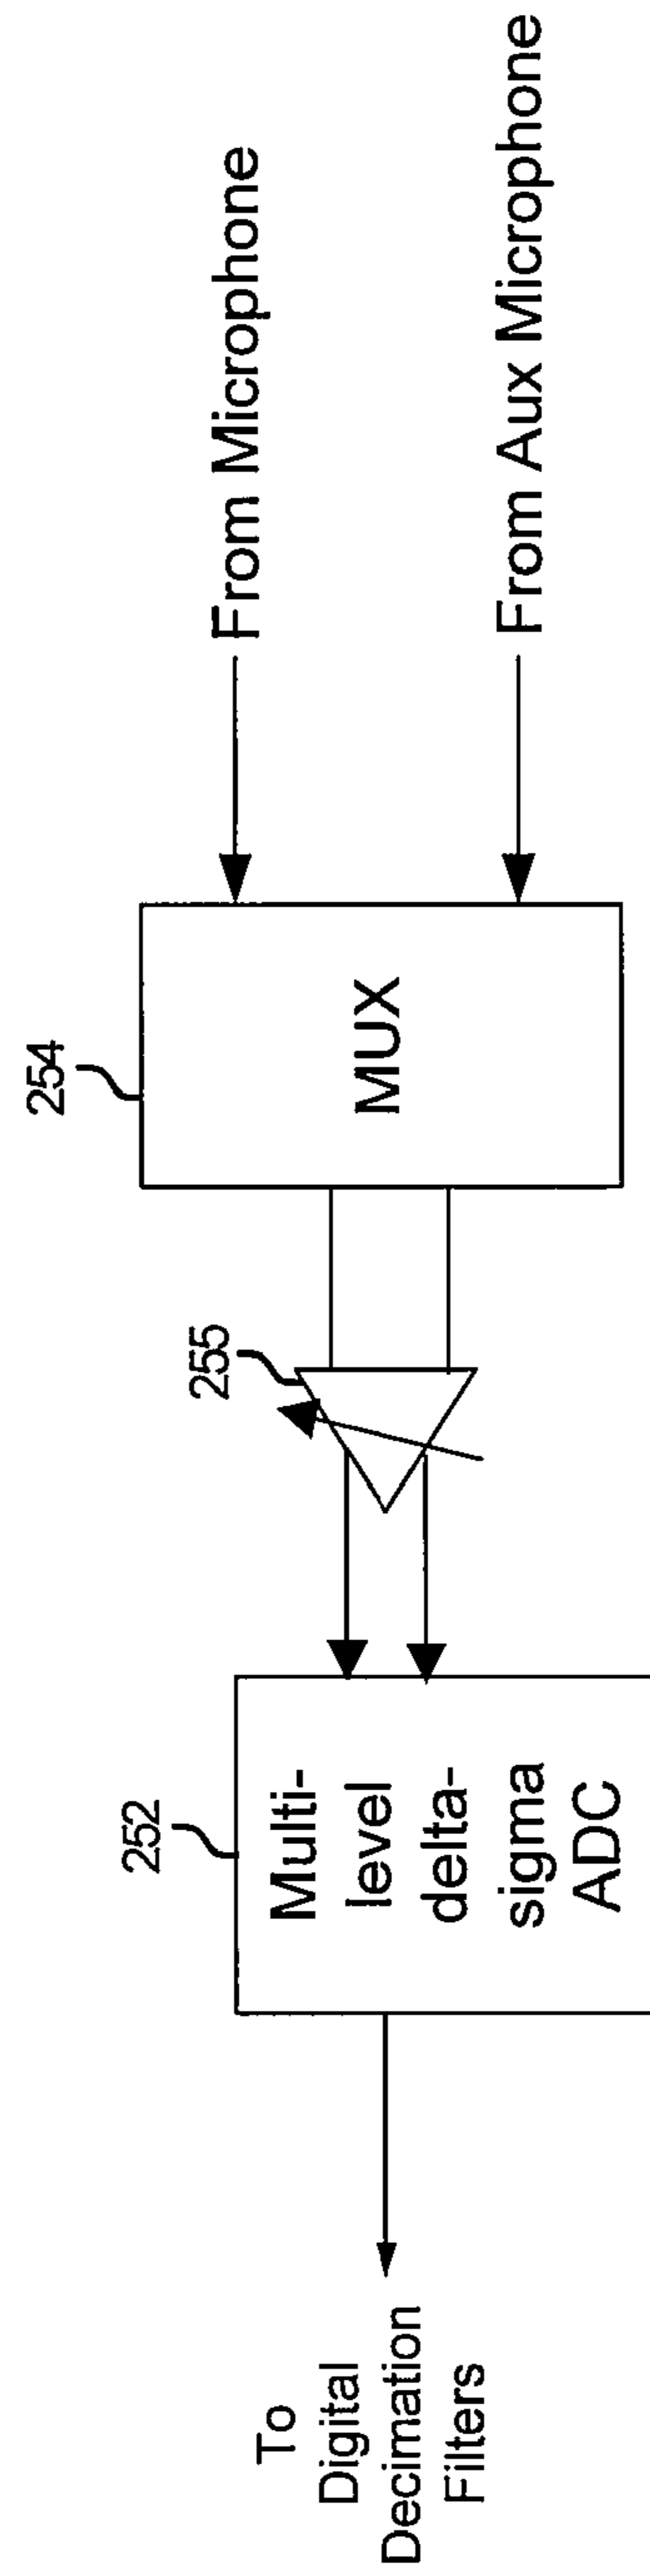 To
Digital
Decimation
Filters
252
Multi-
level
delta-
sigma
ADC
255
254
MUX
From Microphone
From Aux Microphone